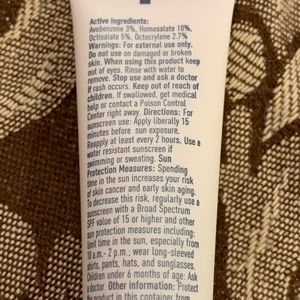 Active Ingredients:
Avobenzone 3%, Homosalate 10%,
Octisalate 5%, Octocrylene 2.7%
Warnings: For external use only.
Do not use on damaged or broken
skin. When using this product keep
out of eyes. Rinse with water to
remove. Stop use and ask a doctor
if rash occurs. Keep out of reach of
children. If swallowed, get medical
help or contact a Poison Control
Center right away. Directions: For
sunscreen use: Apply liberally 15
minutes before sun exposure.
Reapply at least every 2 hours. Use a
water resistant sunscreen if
swimming or sweating. Sun
Protection Measures: Spending
time in the sun increases your risk
of skin cancer and early skin aging.
To decrease this risk, regularly use a
sunscreen with a Broad Spectrum
SPF value of 15 or higher and other
sun protection measures including:
limit time in the sun, especially from
10 a.m. - 2 p.m.; wear long-sleeved
shirts, pants, hats, and sunglasses.
Children under 6 months of age: Ask
a doctor. Other information: Protect
the product in this container from